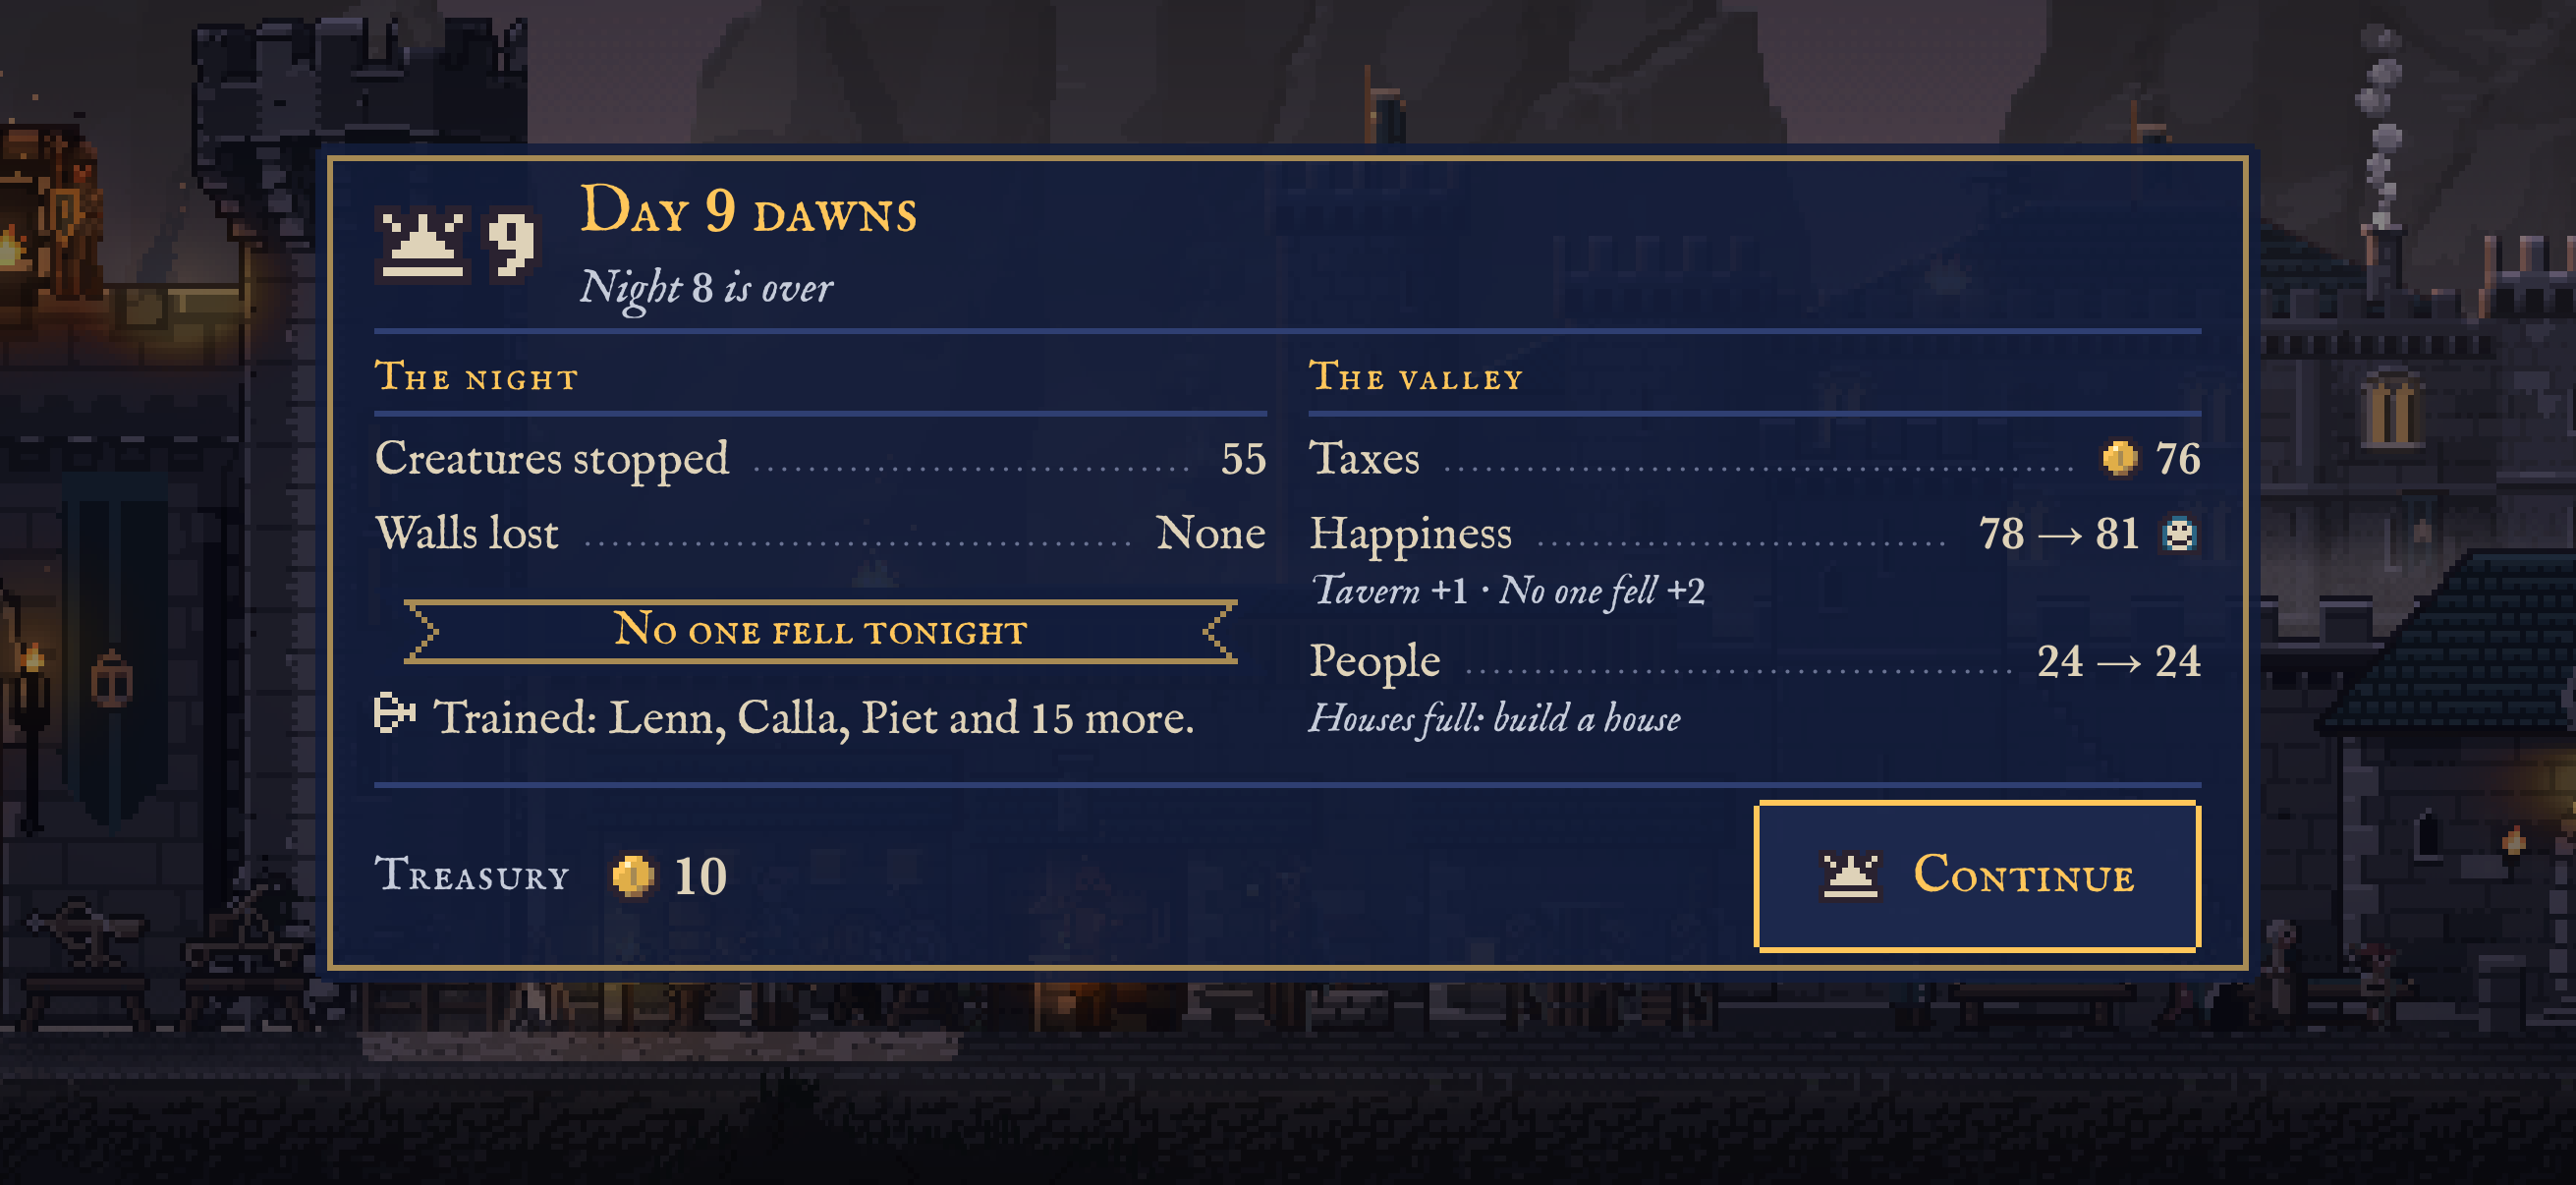 9
Day 9 dawns
Night 8 is over
The night
Creatures stopped 55
Walls lost None
No one fell tonight
Trained: Lenn, Calla, Piet and 15 more.
The valley
Taxes 76
Happiness 78 → 81
Tavern +1 · No one fell +2
People 24 → 24
Houses full: build a house
Treasury 10
Continue